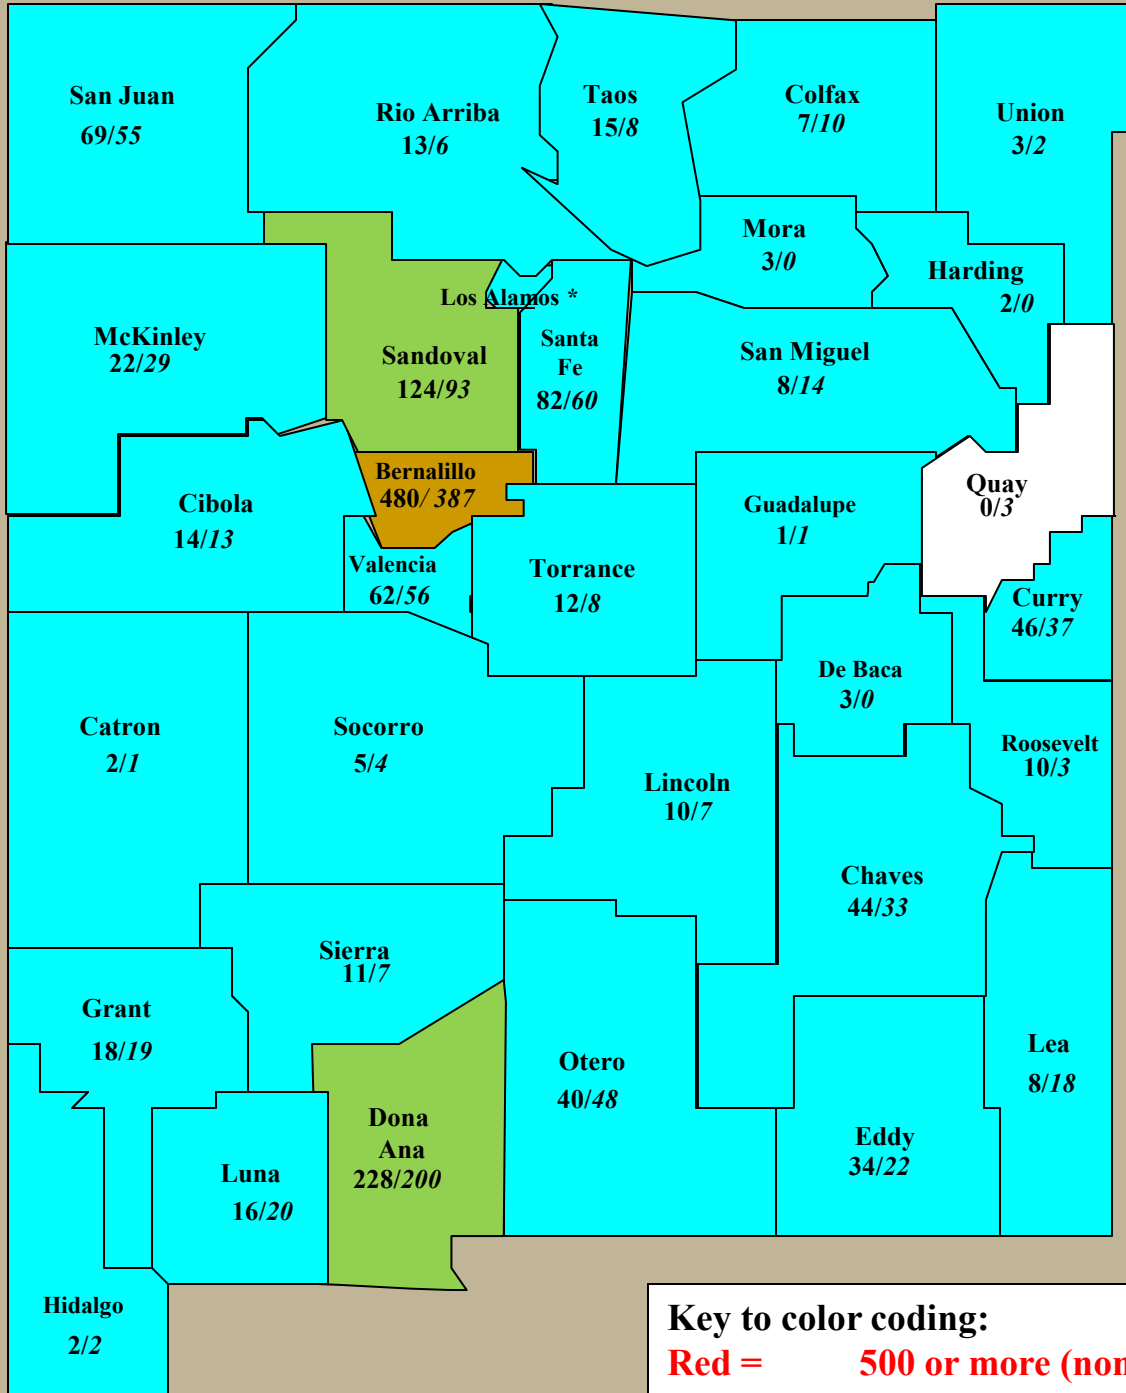 San Juan
69/55
Rio Arriba
13/6
Taos
15/8
Colfax
7/10
Union
3/2
Mora
3/0
Harding
2/0
Los Alamos *
McKinley
22/29
Sandoval
124/93
Santa
Fe
82/60
San Miguel
8/14
Bernalillo
480/ 387
Quay
0/3
Cibola
14/13
Guadalupe
1/1
Valencia
62/56
Torrance
12/8
Curry
46/37
De Baca
3/0
Catron
2/1
Socorro
5/4
Roosevelt
10/3
Lincoln
10/7
Chaves
44/33
Sierra
11/7
Grant
18/19
Otero
40/48
Lea
8/18
Dona
Ana
228/200
Eddy
34/22
Luna
16/20
Hidalgo
2/2
Key to color coding:
Red = 500 or more (non